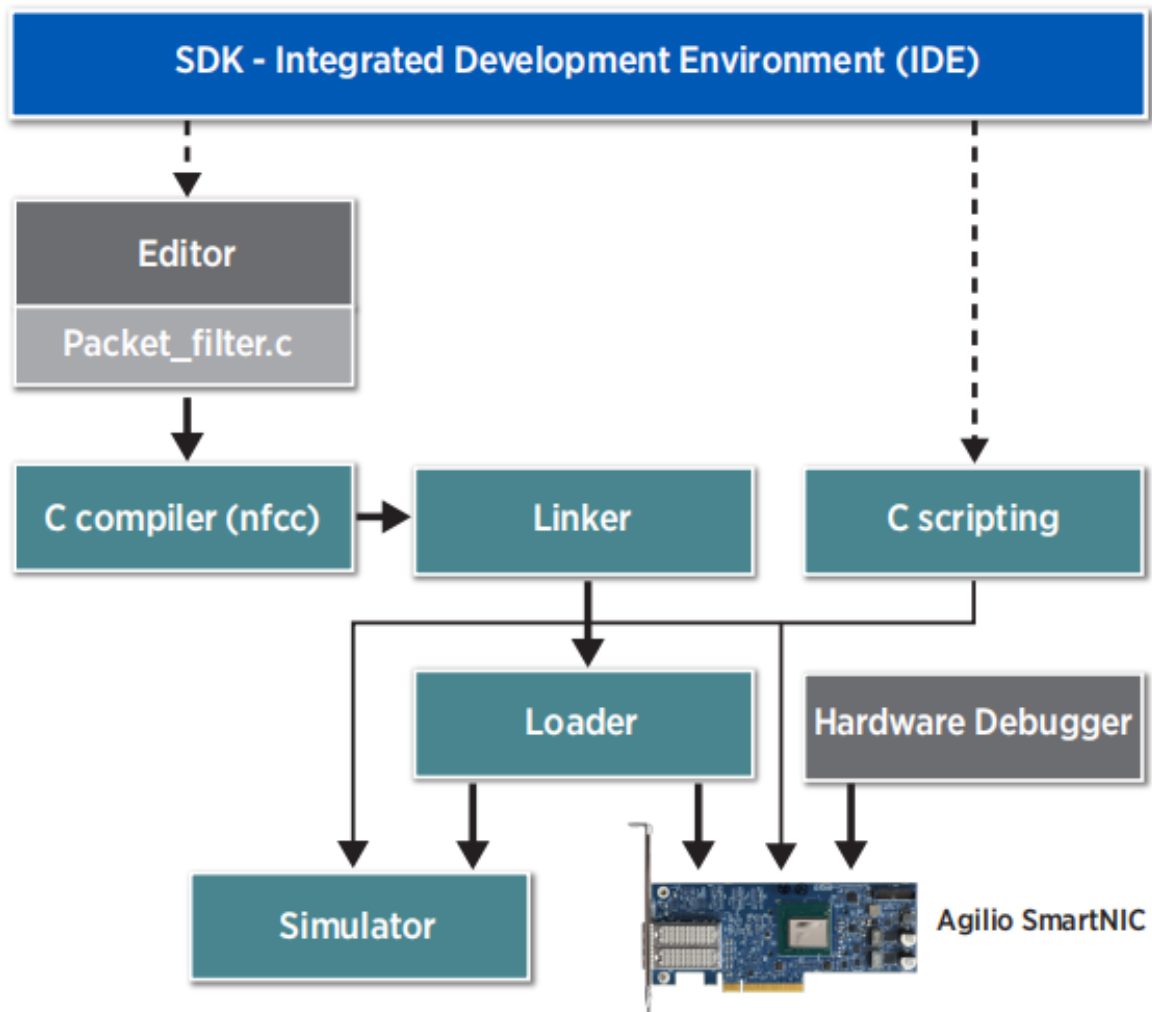 SDK - Integrated Development Environment (IDE)
Editor
Packet_filter.c
C compiler (nfcc)
Linker
C scripting
Loader
Hardware Debugger
Simulator
Agilio SmartNIC